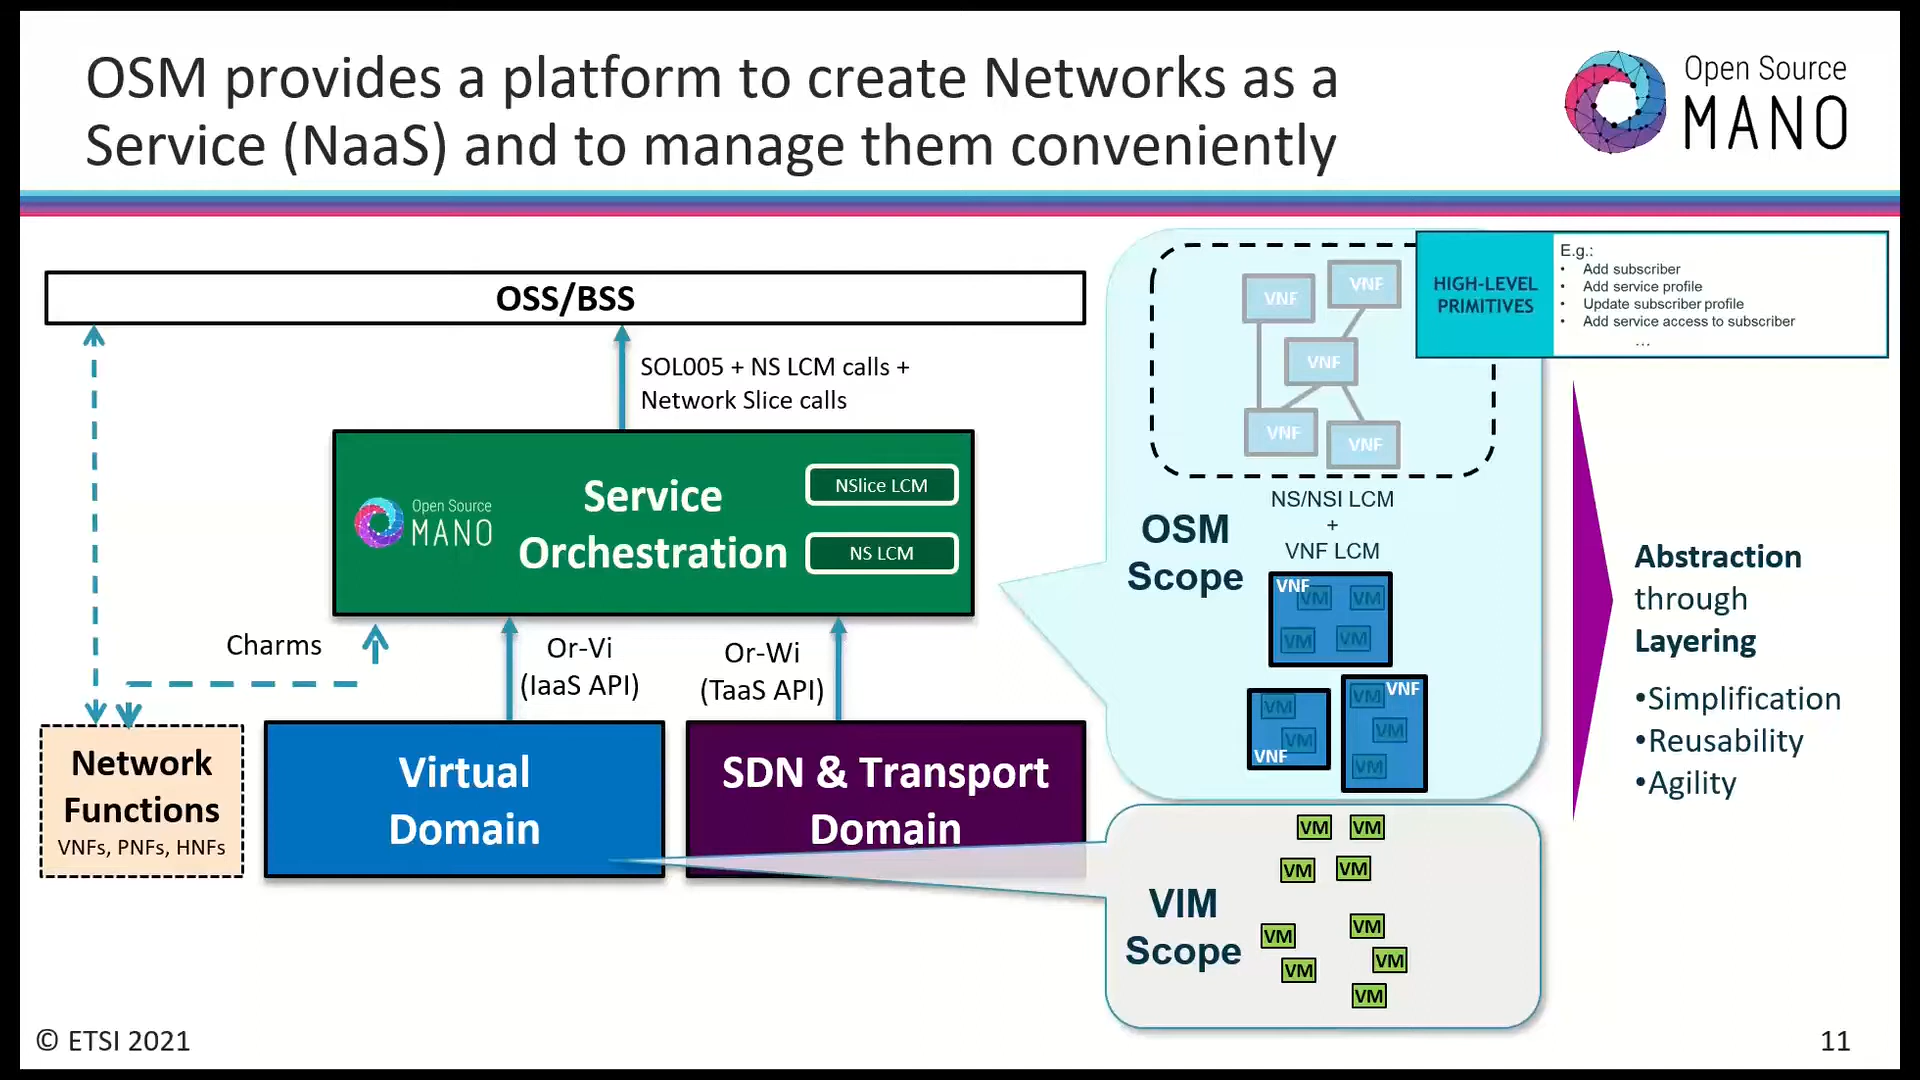 OSM provides a platform to create Networks as a
Service (NaaS) and to manage them conveniently
Open Source
MANO
OSS/BSS
SOL005 + NS LCM calls +
Network Slice calls
Open Source
MANO
Service
Orchestration
NSlice LCM
NS LCM
Charms
Or-Vi
(IaaS API)
Or-Wi
(TaaS API)
Network
Functions
VNFs, PNFs, HNFs
Virtual
Domain
SDN & Transport
Domain
VNF
VNF
VNF
VNF
VNF
HIGH-LEVEL
PRIMITIVES
E.g.:
• Add subscriber
• Add service profile
• Update subscriber profile
• Add service access to subscriber
...
OSM
Scope
NS/NSI LCM
+
VNF LCM
VNF
VM VM
VM VM
VM
VM
VNF
VM VNF
VM
VM
VIM
Scope
VM VM
VM VM
VM VM
VM VM
VM
Abstraction
through
Layering
•Simplification
•Reusability
•Agility
© ETSI 2021
11